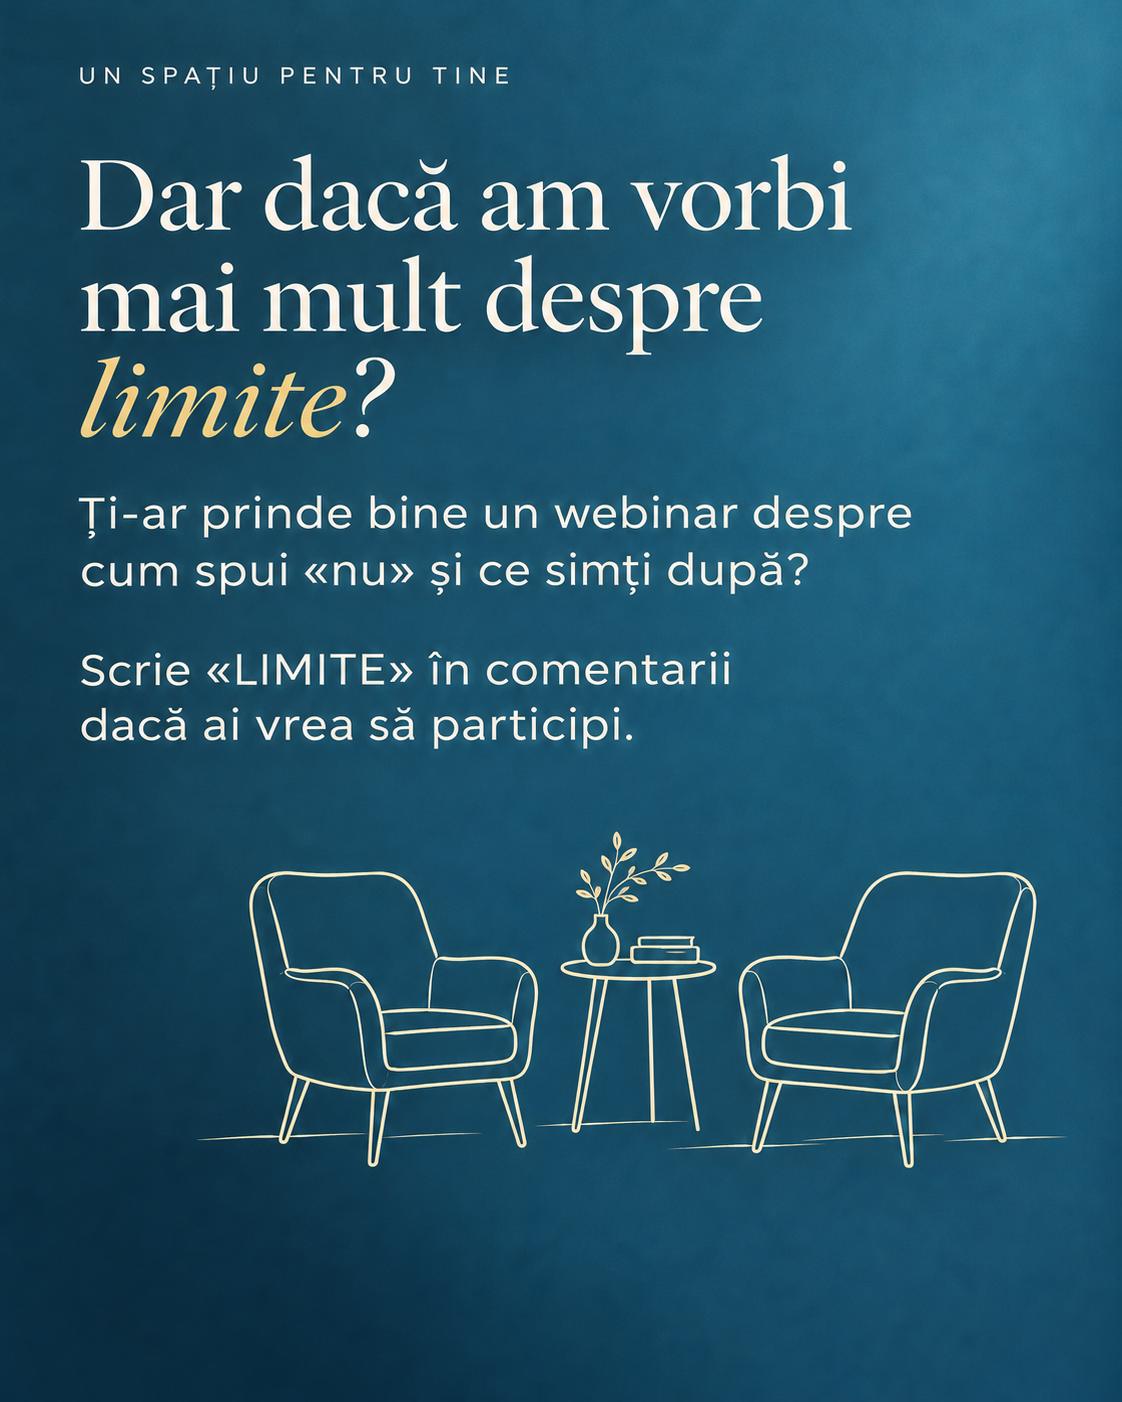 UN SPAȚIU PENTRU TINE
Dar dacă am vorbi
mai mult despre
limite?
Ți-ar prinde bine un webinar despre
cum spui «nu» și ce simți după?
Scrie «LIMITE» în comentarii
dacă ai vrea să participi.